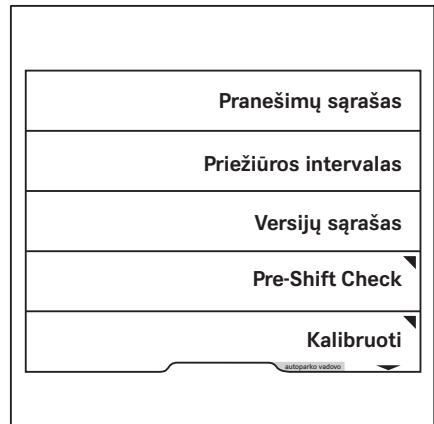 Pranešimų sąrašas
Priežiūros intervalas
Versijų sąrašas
Pre-Shift Check
Kalibruoti
autoparko vadovo